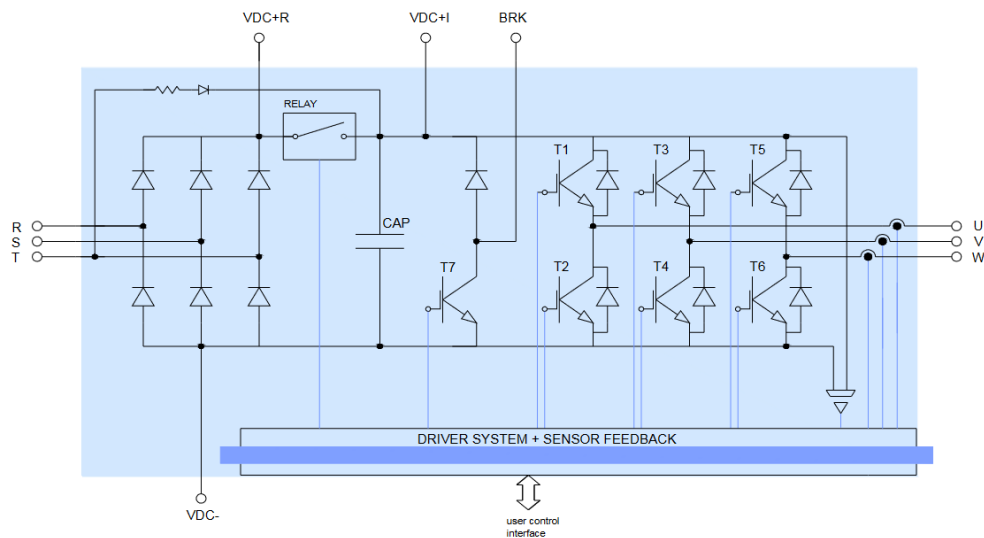 VDC+R
VDC+I
BRK
RELAY
T1
T3
T5
R
S
T
CAP
U
V
W
T7
T2
T4
T6
DRIVER SYSTEM + SENSOR FEEDBACK
VDC-
user control
interface